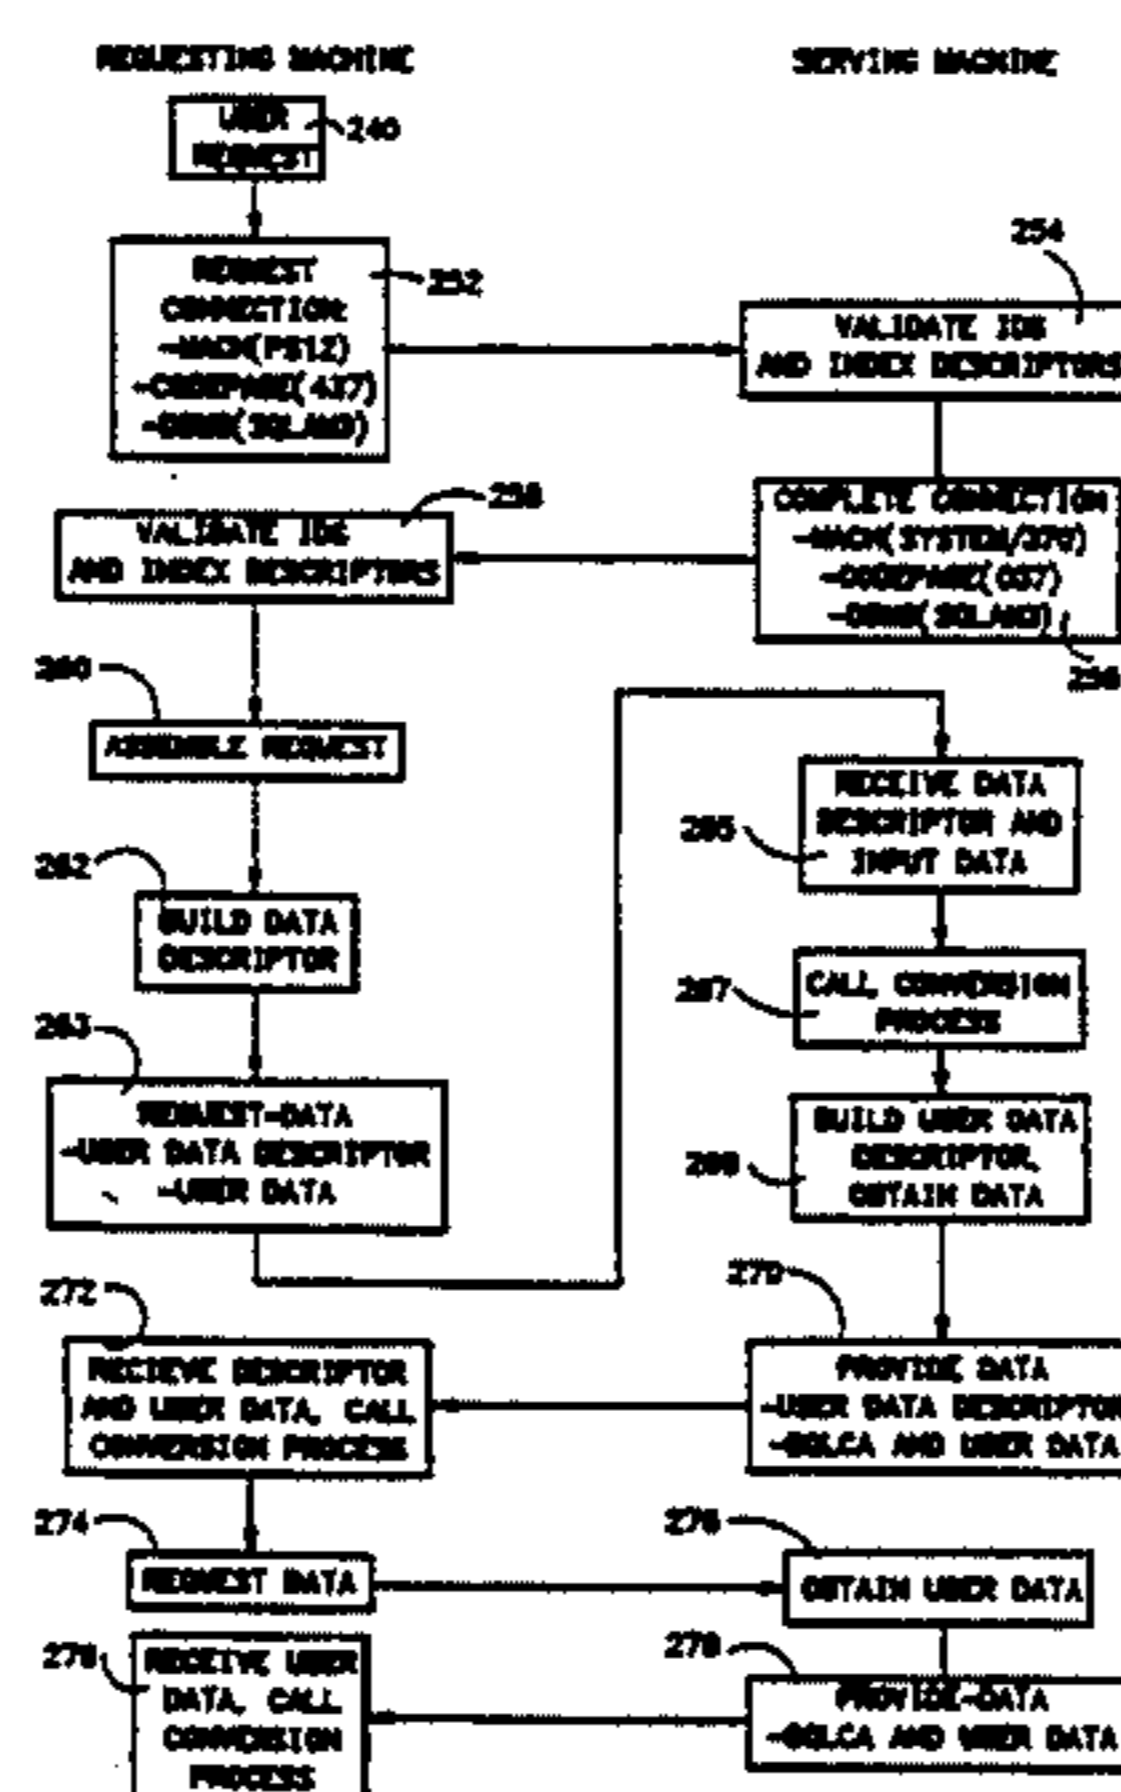 REQUESTING MACHINE
SERVING MACHINE
USER
REQUEST
240
REQUEST
CONNECTION:
-MACH(PS12)
-CODEPAGE(437)
-DBMS(SQLAND)
252
254
VALIDATE IDS
AND INDEX DESCRIPTORS
COMPLETE CONNECTION
-MACH(SYSTEM/370)
-CODEPAGE(037)
-DBMS(SQLAND)
256
258
VALIDATE IDS
AND INDEX DESCRIPTORS
260
ASSEMBLE REQUEST
262
BUILD DATA
DESCRIPTOR
263
REQUEST-DATA
-USER DATA DESCRIPTOR
-USER DATA
265
RECEIVE DATA
DESCRIPTOR AND
INPUT DATA
267
CALL CONVERSION
PROCESS
BUILD USER DATA
DESCRIPTOR,
OBTAIN DATA
270
PROVIDE DATA
-USER DATA DESCRIPTOR
-SQLCA AND USER DATA
272
RECIEVE DESCRIPTOR
AND USER DATA, CALL
CONVERSION PROCESS
274
REQUEST DATA
276
OBTAIN USER DATA
278
PROVIDE-DATA
-SQLCA AND USER DATA
RECEIVE USER
DATA, CALL
CONVERSION
PROCESS